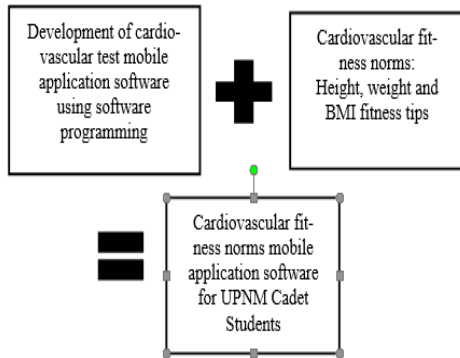 Development of cardio-
vascular test mobile
application software
using software
programming
Cardiovascular fit-
ness norms:
Height, weight and
BMI fitness tips
Cardiovascular fit-
ness norms mobile
application software
for UPNM Cadet
Students